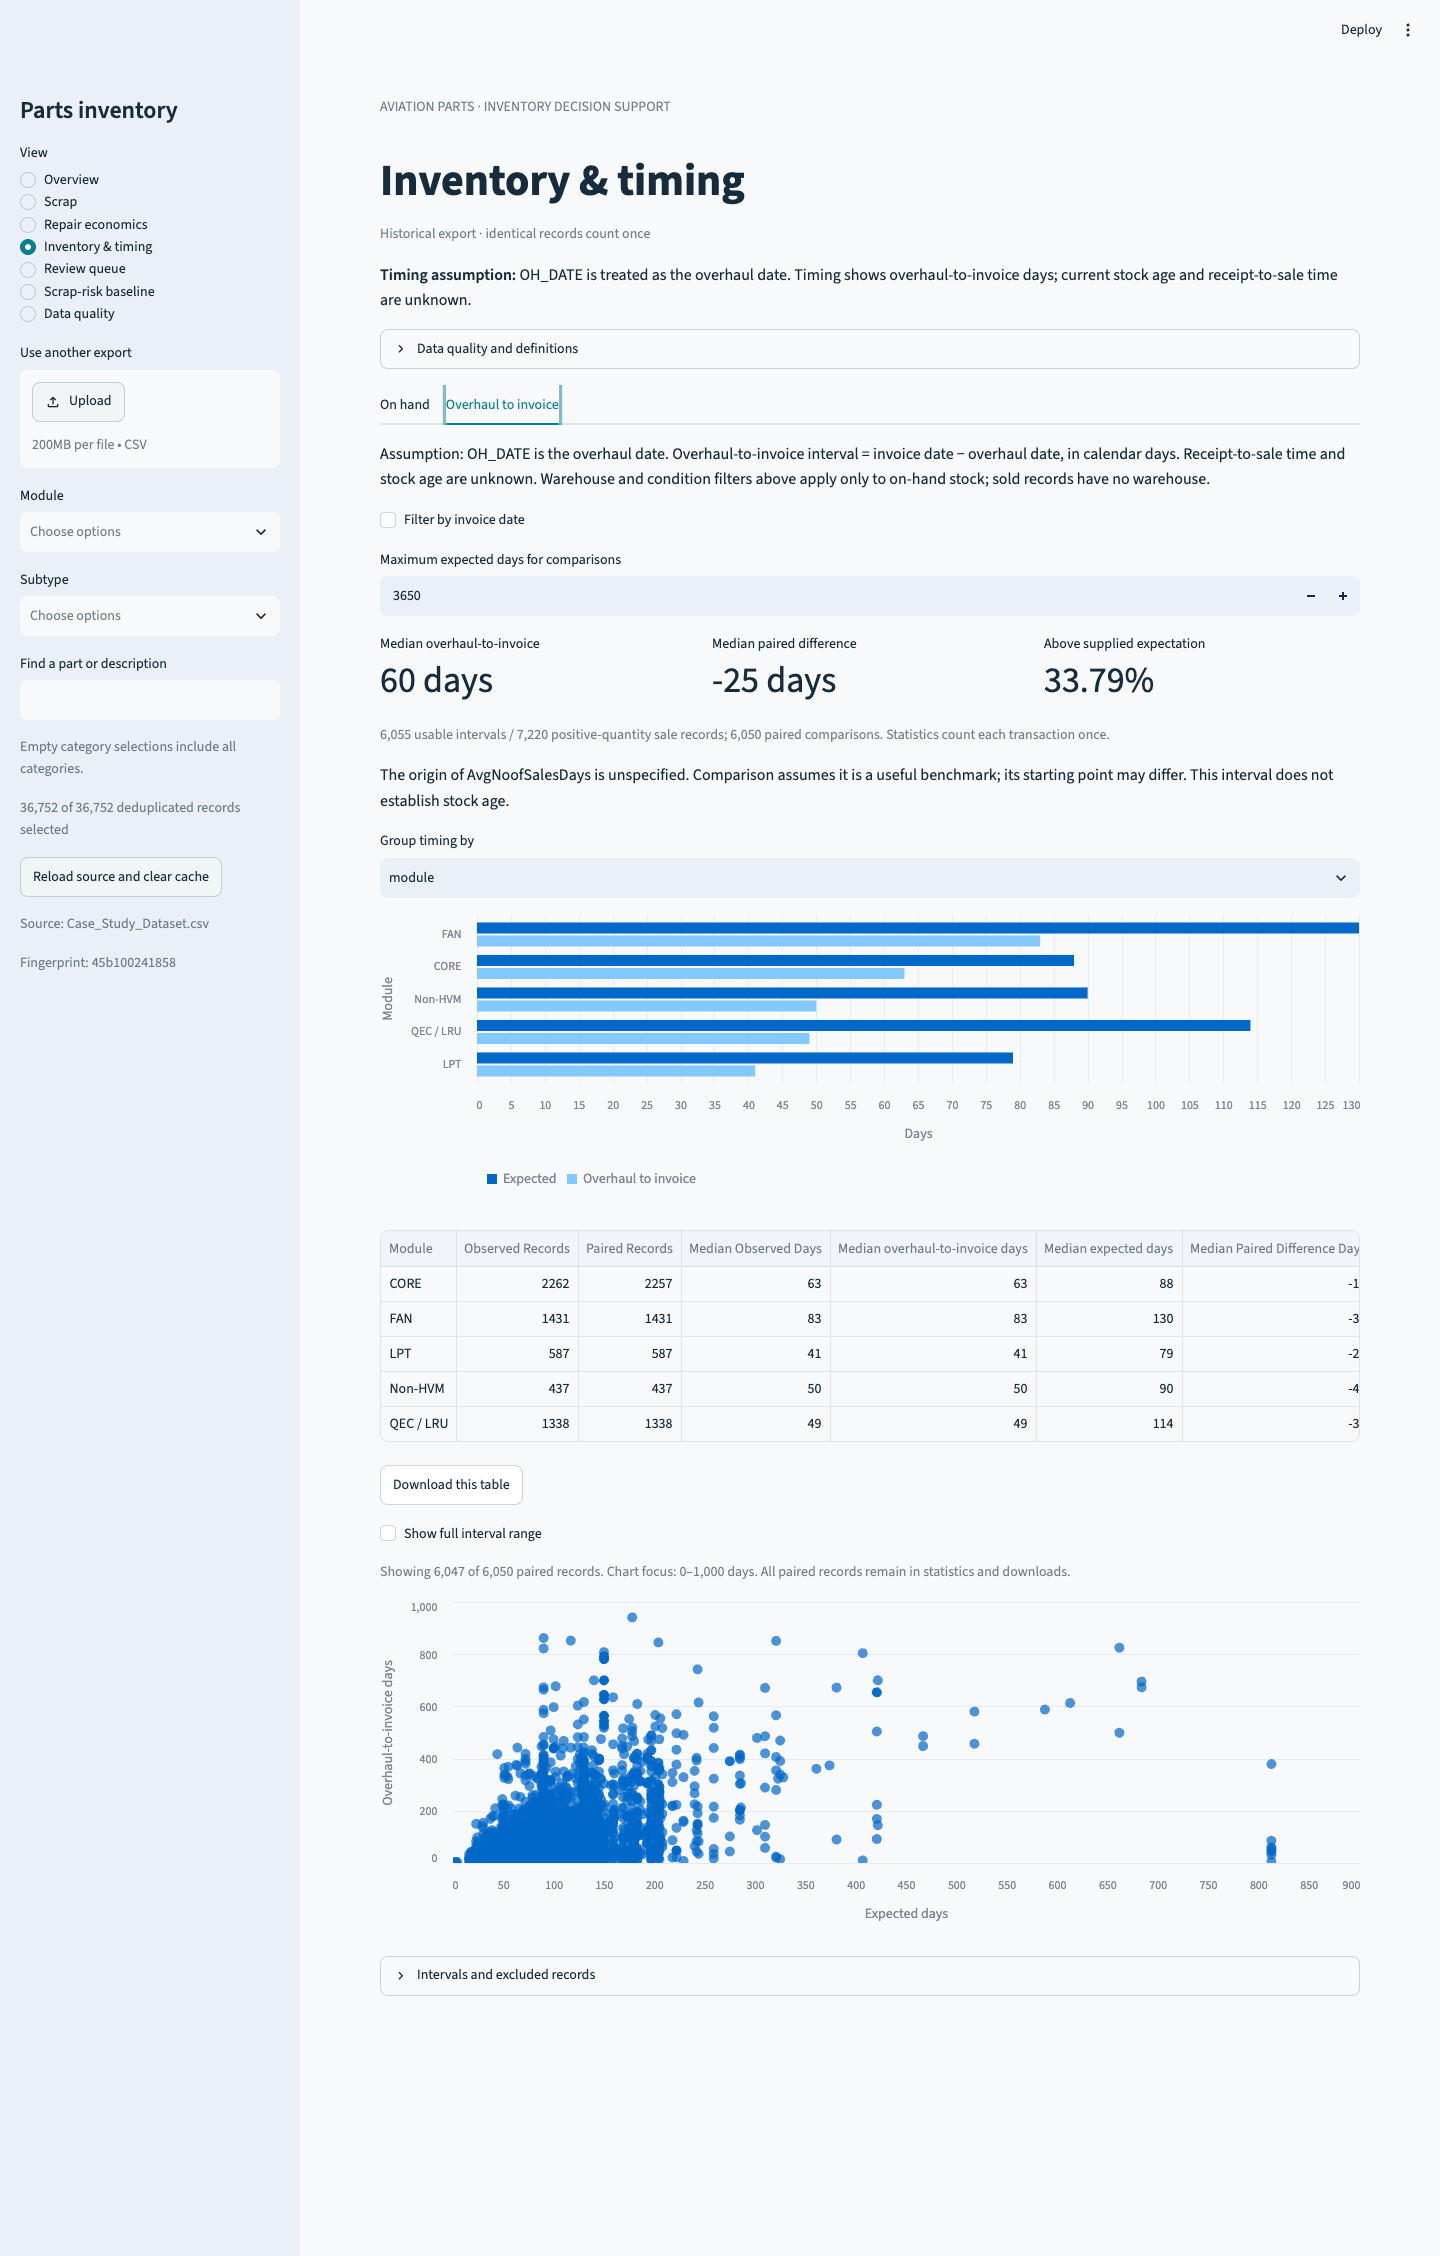 Deploy
Parts inventory
View
Overview
Scrap
Repair economics
Inventory & timing
Review queue
Scrap-risk baseline
Data quality
Use another export
Upload
200MB per file • CSV
Module
Choose options
Subtype
Choose options
Find a part or description
Empty category selections include all
categories.
36,752 of 36,752 deduplicated records
selected
Reload source and clear cache
Source: Case_Study_Dataset.csv
Fingerprint: 45b100241858
AVIATION PARTS · INVENTORY DECISION SUPPORT
Inventory & timing
Historical export · identical records count once
Timing assumption: OH_DATE is treated as the overhaul date. Timing shows overhaul-to-invoice days; current stock age and receipt-to-sale time
are unknown.
Data quality and definitions
On hand Overhaul to invoice
Assumption: OH_DATE is the overhaul date. Overhaul-to-invoice interval = invoice date − overhaul date, in calendar days. Receipt-to-sale time and
stock age are unknown. Warehouse and condition filters above apply only to on-hand stock; sold records have no warehouse.
Filter by invoice date
Maximum expected days for comparisons
3650
Median overhaul-to-invoice Median paired difference Above supplied expectation
60 days -25 days 33.79%
6,055 usable intervals / 7,220 positive-quantity sale records; 6,050 paired comparisons. Statistics count each transaction once.
The origin of AvgNoofSalesDays is unspecified. Comparison assumes it is a useful benchmark; its starting point may differ. This interval does not
establish stock age.
Group timing by
module
Module
FAN
CORE
Non-HVM
QEC / LRU
LPT
0 5 10 15 20 25 30 35 40 45 50 55 60 65 70 75 80 85 90 95 100 105 110 115 120 125 130
Days
Expected Overhaul to invoice
Module Observed Records Paired Records Median Observed Days Median overhaul-to-invoice days Median expected days Median Paired Difference Day
CORE 2262 2257 63 63 88 -1
FAN 1431 1431 83 83 130 -3
LPT 587 587 41 41 79 -2
Non-HVM 437 437 50 50 90 -4
QEC / LRU 1338 1338 49 49 114 -3
Download this table
Show full interval range
Showing 6,047 of 6,050 paired records. Chart focus: 0–1,000 days. All paired records remain in statistics and downloads.
Overhaul-to-invoice days
1,000
800
600
400
200
0
0 50 100 150 200 250 300 350 400 450 500 550 600 650 700 750 800 850 900
Expected days
Intervals and excluded records